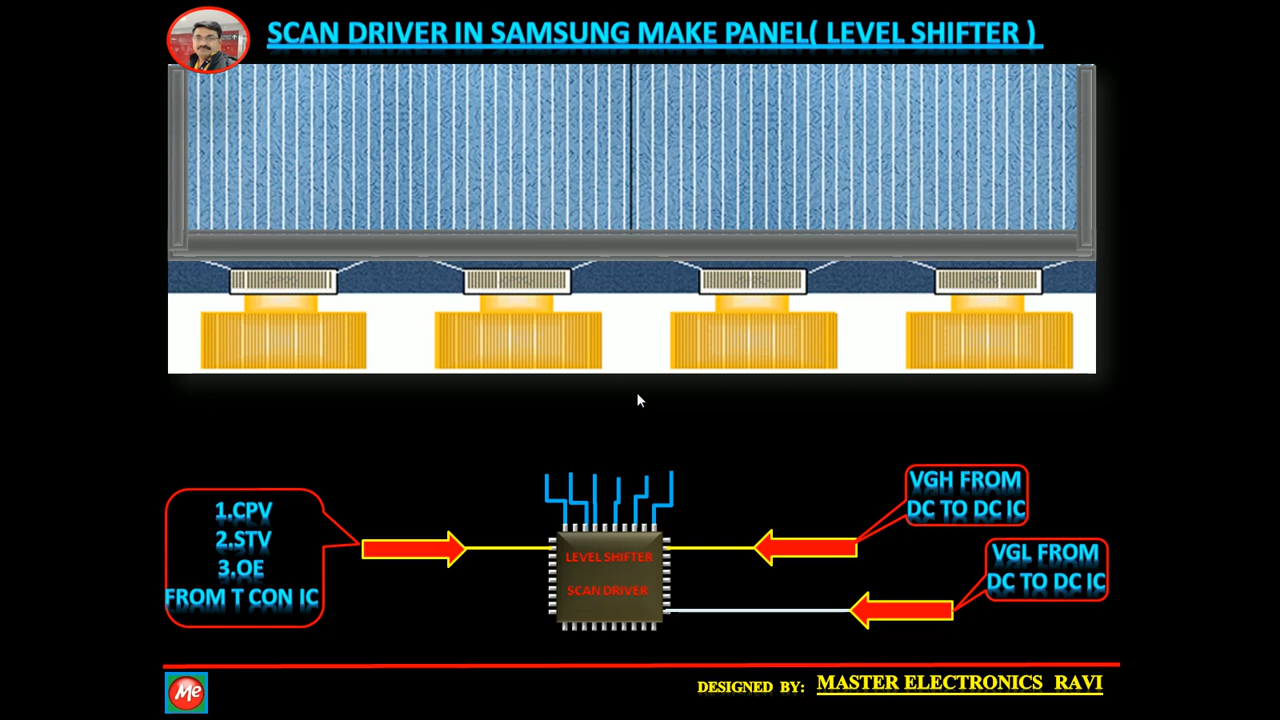 SCAN DRIVER IN SAMSUNG MAKE PANEL( LEVEL SHIFTER )
1.CPV
2.STV
3.OE
FROM T CON IC
LEVEL SHIFTER
SCAN DRIVER
VGH FROM
DC TO DC IC
VGL FROM
DC TO DC IC
Me
DESIGNED BY: MASTER ELECTRONICS RAVI